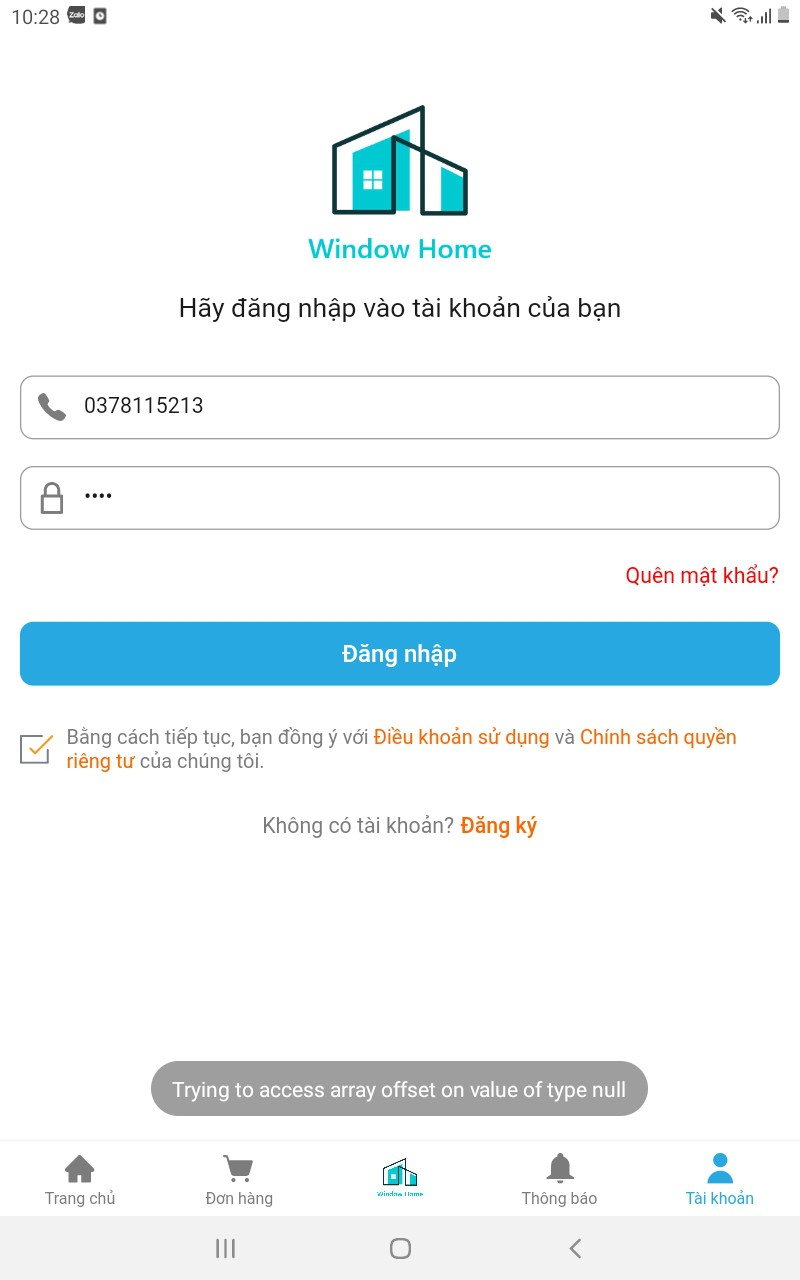 10:28
Zalo
Window Home
Hãy đăng nhập vào tài khoản của bạn
0378115213
••••
Quên mật khẩu?
Đăng nhập
Bằng cách tiếp tục, bạn đồng ý với Điều khoản sử dụng và Chính sách quyền
riêng tư của chúng tôi.
Không có tài khoản? Đăng ký
Trying to access array offset on value of type null
Window Home
Trang chủ
Đơn hàng
Thông báo
Tài khoản